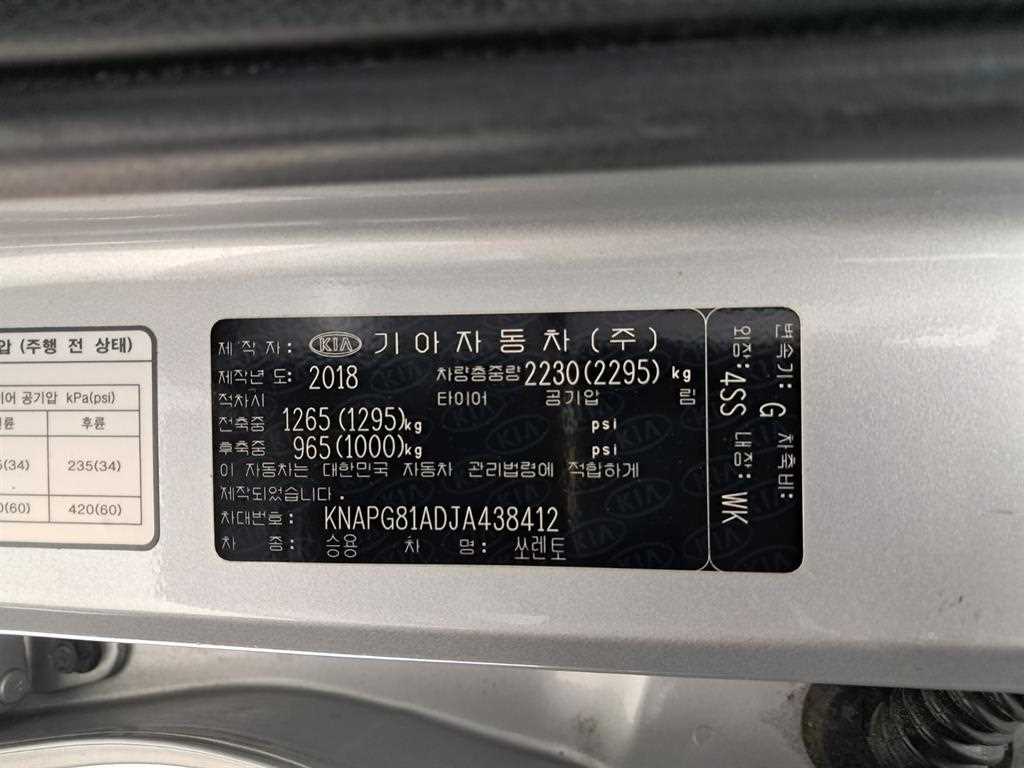 압 (주행 전 상태)
이어 공기압 kPa(psi)
륜 후륜
(34) 235(34)
0(60) 420(60)
제 작 자 : KIA 기아자동차(주)
제작년 도: 2018 차량총중량 2230(2295) kg
적차시 타이어 공기압 림
전축중 1265(1295)kg psi
후축중 965(1000)kg psi
이 자동차는 대한민국 자동차 관리법령에 적합하게
제작되었습니다.
차대번호: KNAPG81ADJA438412
차 종: 승용 차 명: 쏘렌토
변속기: G 차축비:
외장:4SS 내장: WK